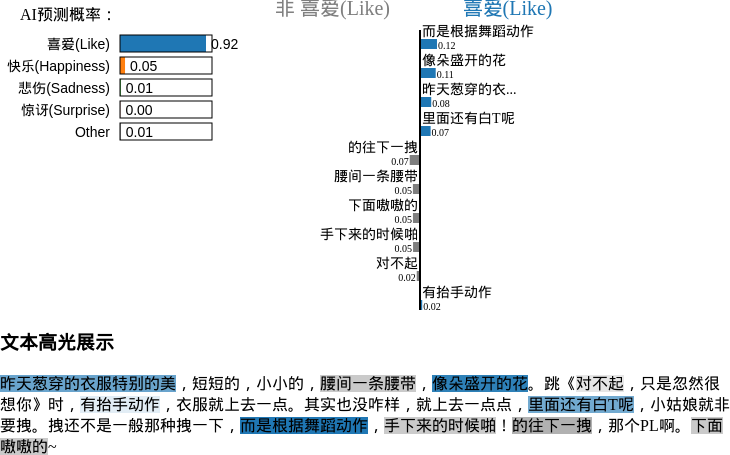 AI预测概率：
喜爱(Like) 0.92
快乐(Happiness) 0.05
悲伤(Sadness) 0.01
惊讶(Surprise) 0.00
Other 0.01
非 喜爱(Like) 喜爱(Like)
而是根据舞蹈动作
0.12
像朵盛开的花
0.11
昨天葱穿的衣...
0.08
里面还有白T呢
0.07
的往下一拽
0.07
腰间一条腰带
0.05
下面嗷嗷的
0.05
手下来的时候啪
0.05
对不起
0.02
有抬手动作
0.02
文本高光展示
昨天葱穿的衣服特别的美，短短的，小小的，腰间一条腰带，像朵盛开的花。跳《对不起，只是忽然很
想你》时，有抬手动作，衣服就上去一点。其实也没咋样，就上去一点点，里面还有白T呢，小姑娘就非
要拽。拽还不是一般那种拽一下，而是根据舞蹈动作，手下来的时候啪！的往下一拽，那个PL啊。下面
嗷嗷的~